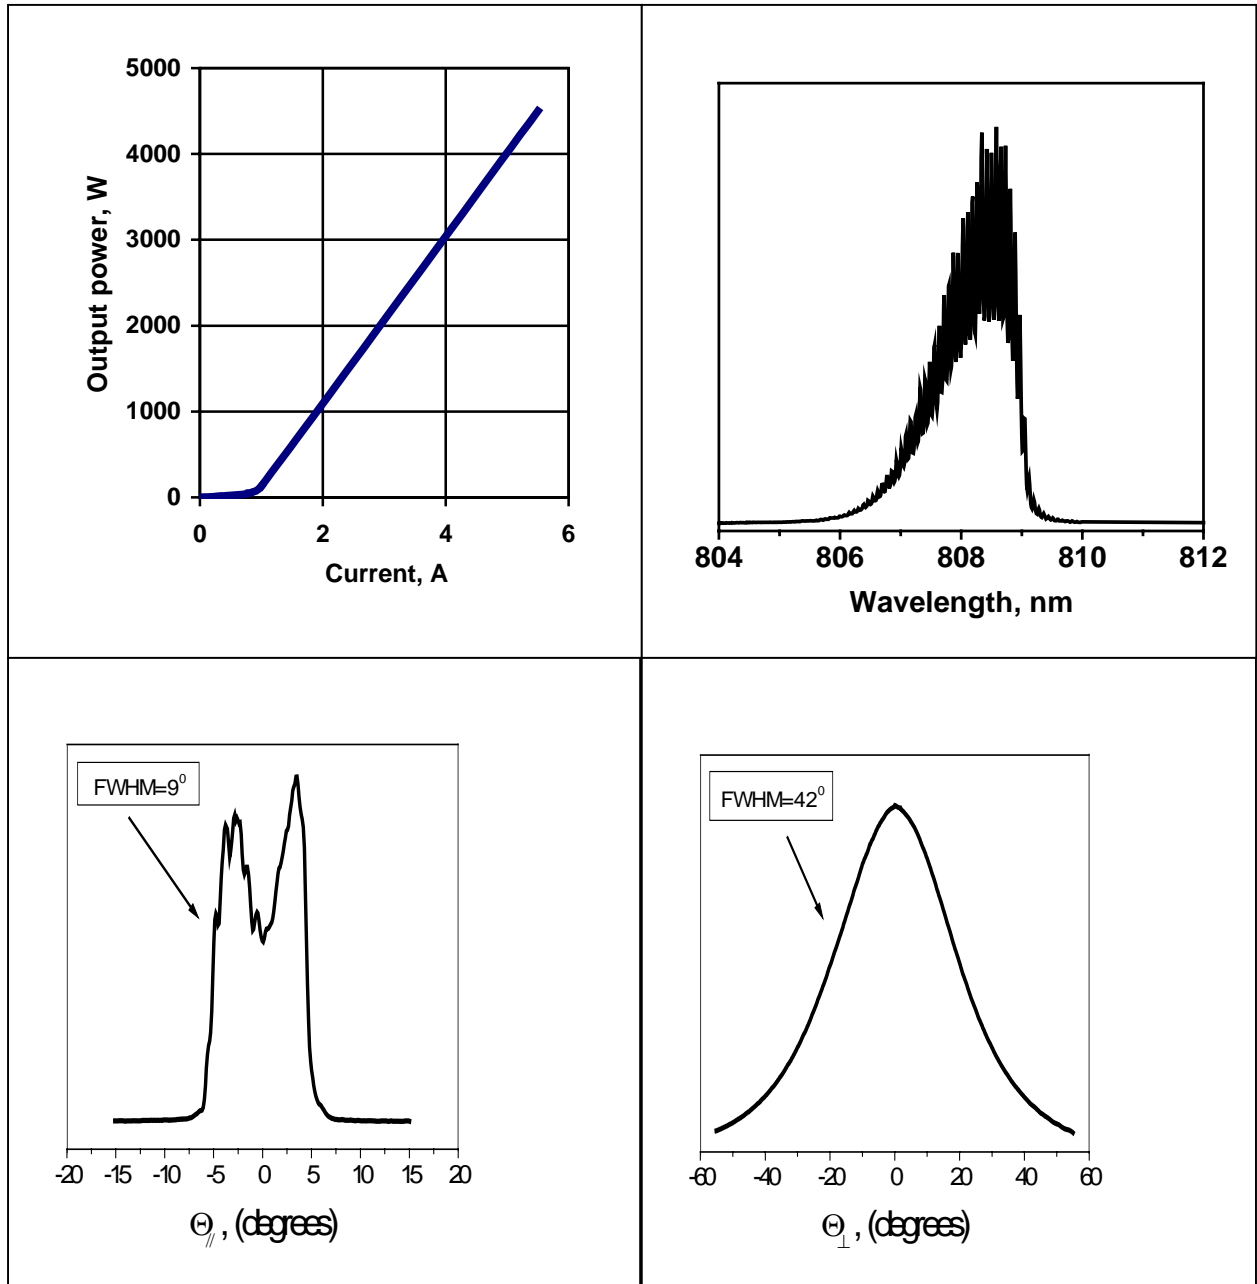 5000
4000
3000
2000
1000
0
Output power, W
0 2 4 6
Current, A
804 806 808 810 812
Wavelength, nm
FWHM=9⁰
-20 -15 -10 -5 0 5 10 15 20
Θ//, (degrees)
FWHM=42⁰
-60 -40 -20 0 20 40 60
Θ⊥, (degrees)